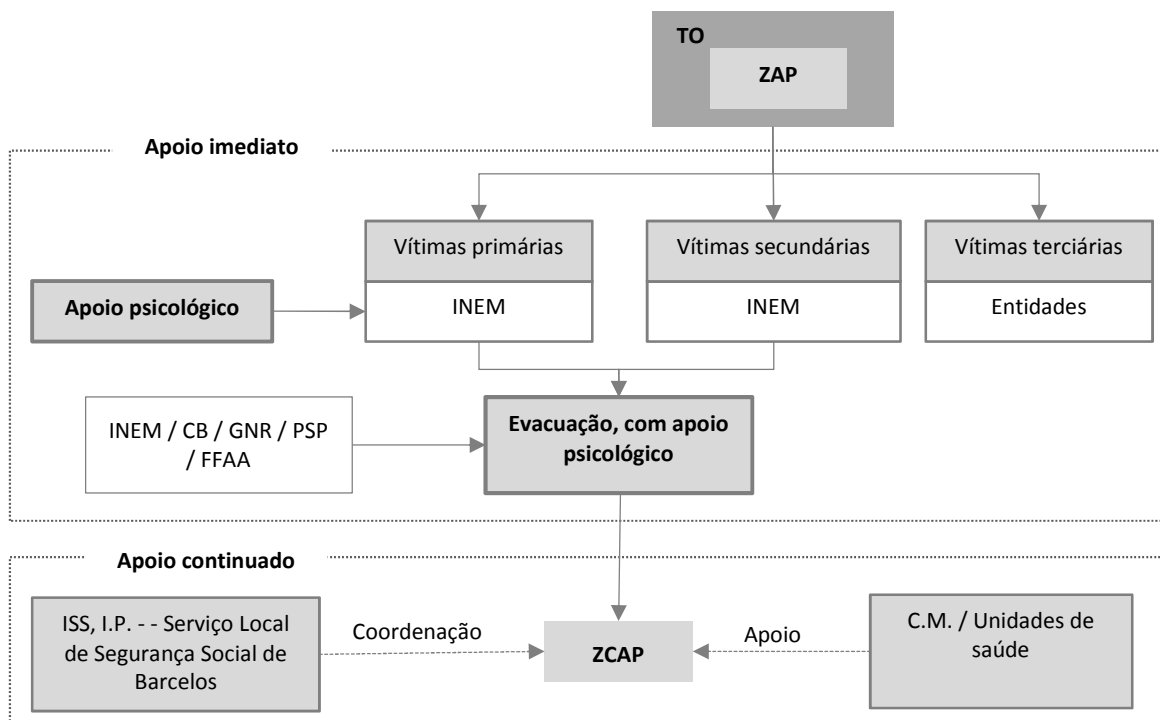 TO
ZAP
Apoio imediato
Vítimas primárias
Vítimas secundárias
Vítimas terciárias
Apoio psicológico
INEM
INEM
Entidades
INEM / CB / GNR / PSP
/ FFAA
Evacuação, com apoio
psicológico
Apoio continuado
ISS, I.P. - - Serviço Local
de Segurança Social de
Barcelos
Coordenação
ZCAP
Apoio
C.M. / Unidades de
saúde